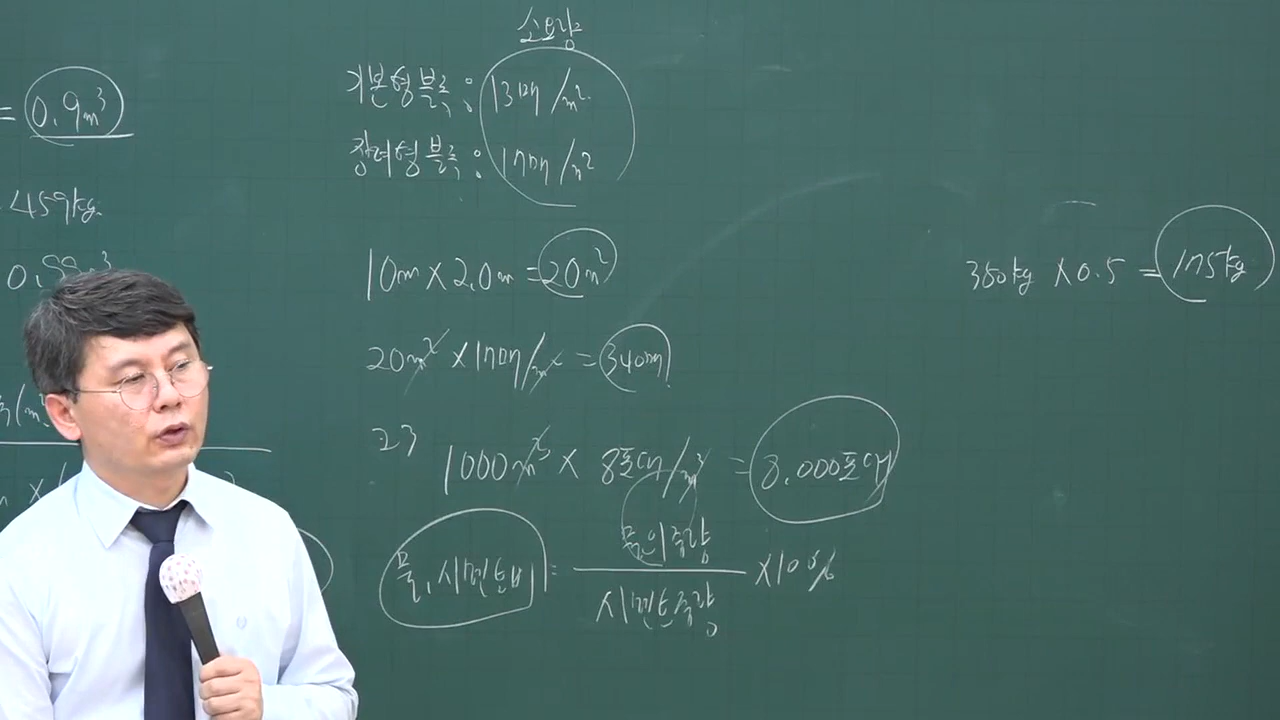 = 0.9m³
459kg
소요량
기본형블록 : 13매/m²
장려형블록 : 17매/m²
10m × 2.0m = 20m²
20m² × 17매/m² = 340매
23
1000m³ × 8포대/m³ = 8.000포대
물.시멘트비 = 물의중량 / 시멘트중량 × 100%
350kg × 0.5 = 175kg